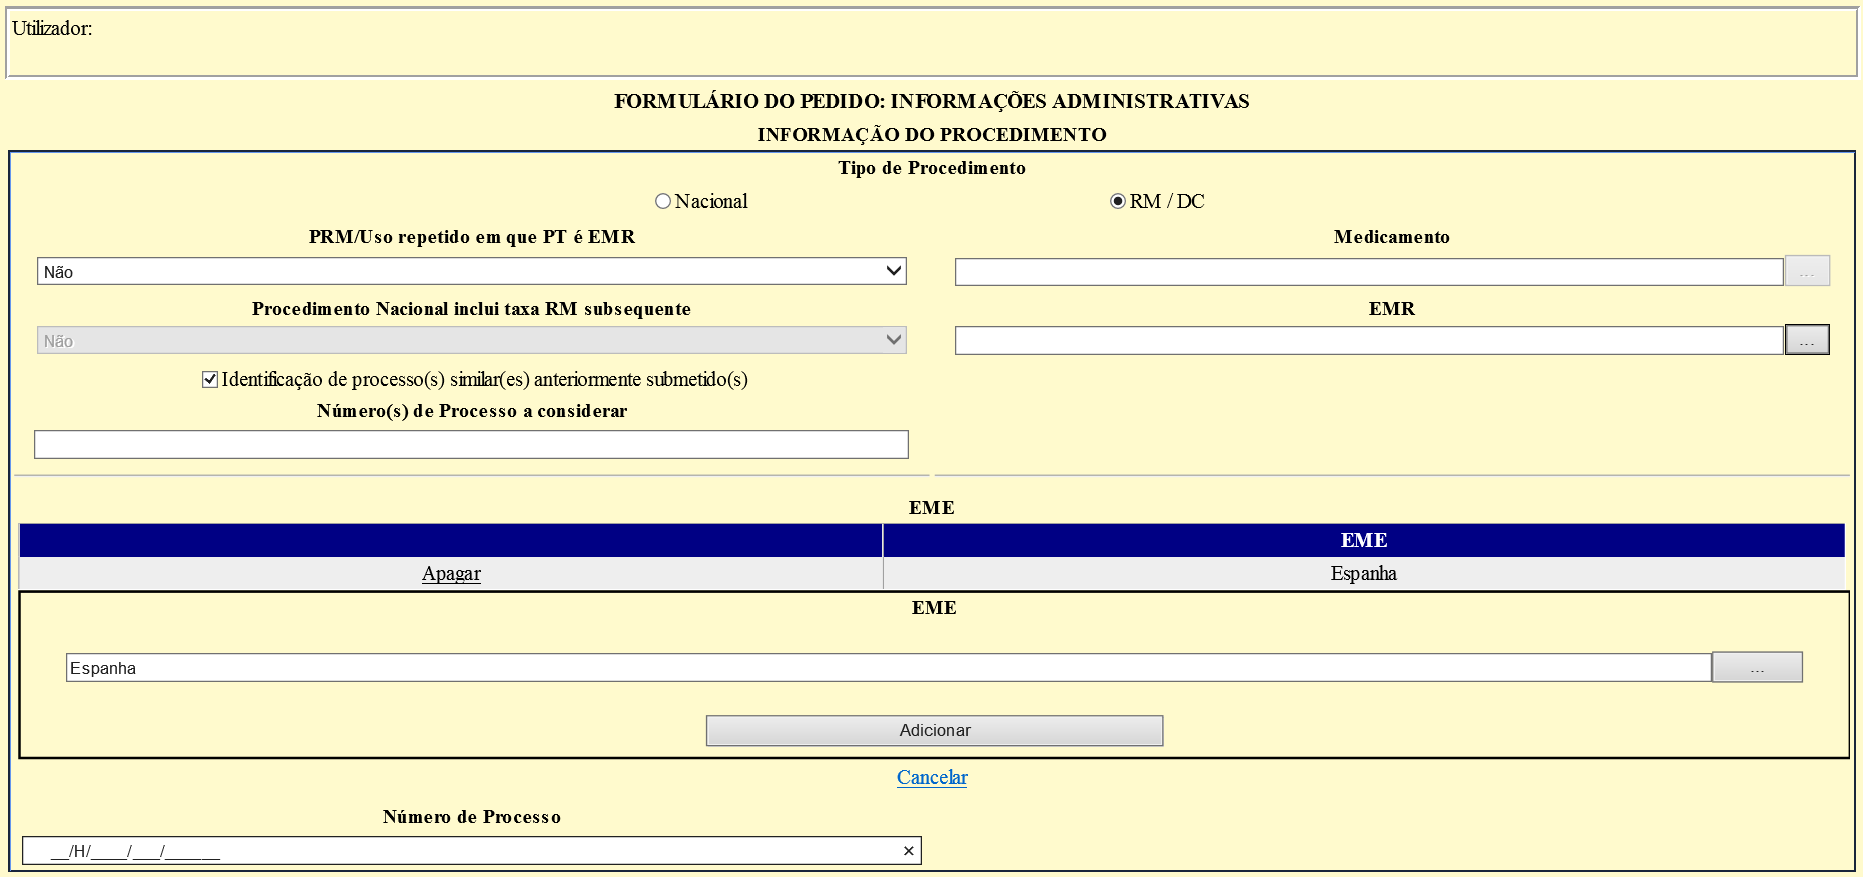 Utilizador:
FORMULÁRIO DO PEDIDO: INFORMAÇÕES ADMINISTRATIVAS
INFORMAÇÃO DO PROCEDIMENTO
Tipo de Procedimento
Nacional RM / DC
PRM/Uso repetido em que PT é EMR Medicamento
Não ...
Procedimento Nacional inclui taxa RM subsequente EMR
Não ...
Identificação de processo(s) similar(es) anteriormente submetido(s)
Número(s) de Processo a considerar
EME
EME
Apagar Espanha
EME
Espanha ...
Adicionar
Cancelar
Número de Processo
__/H/____/___/______ ×